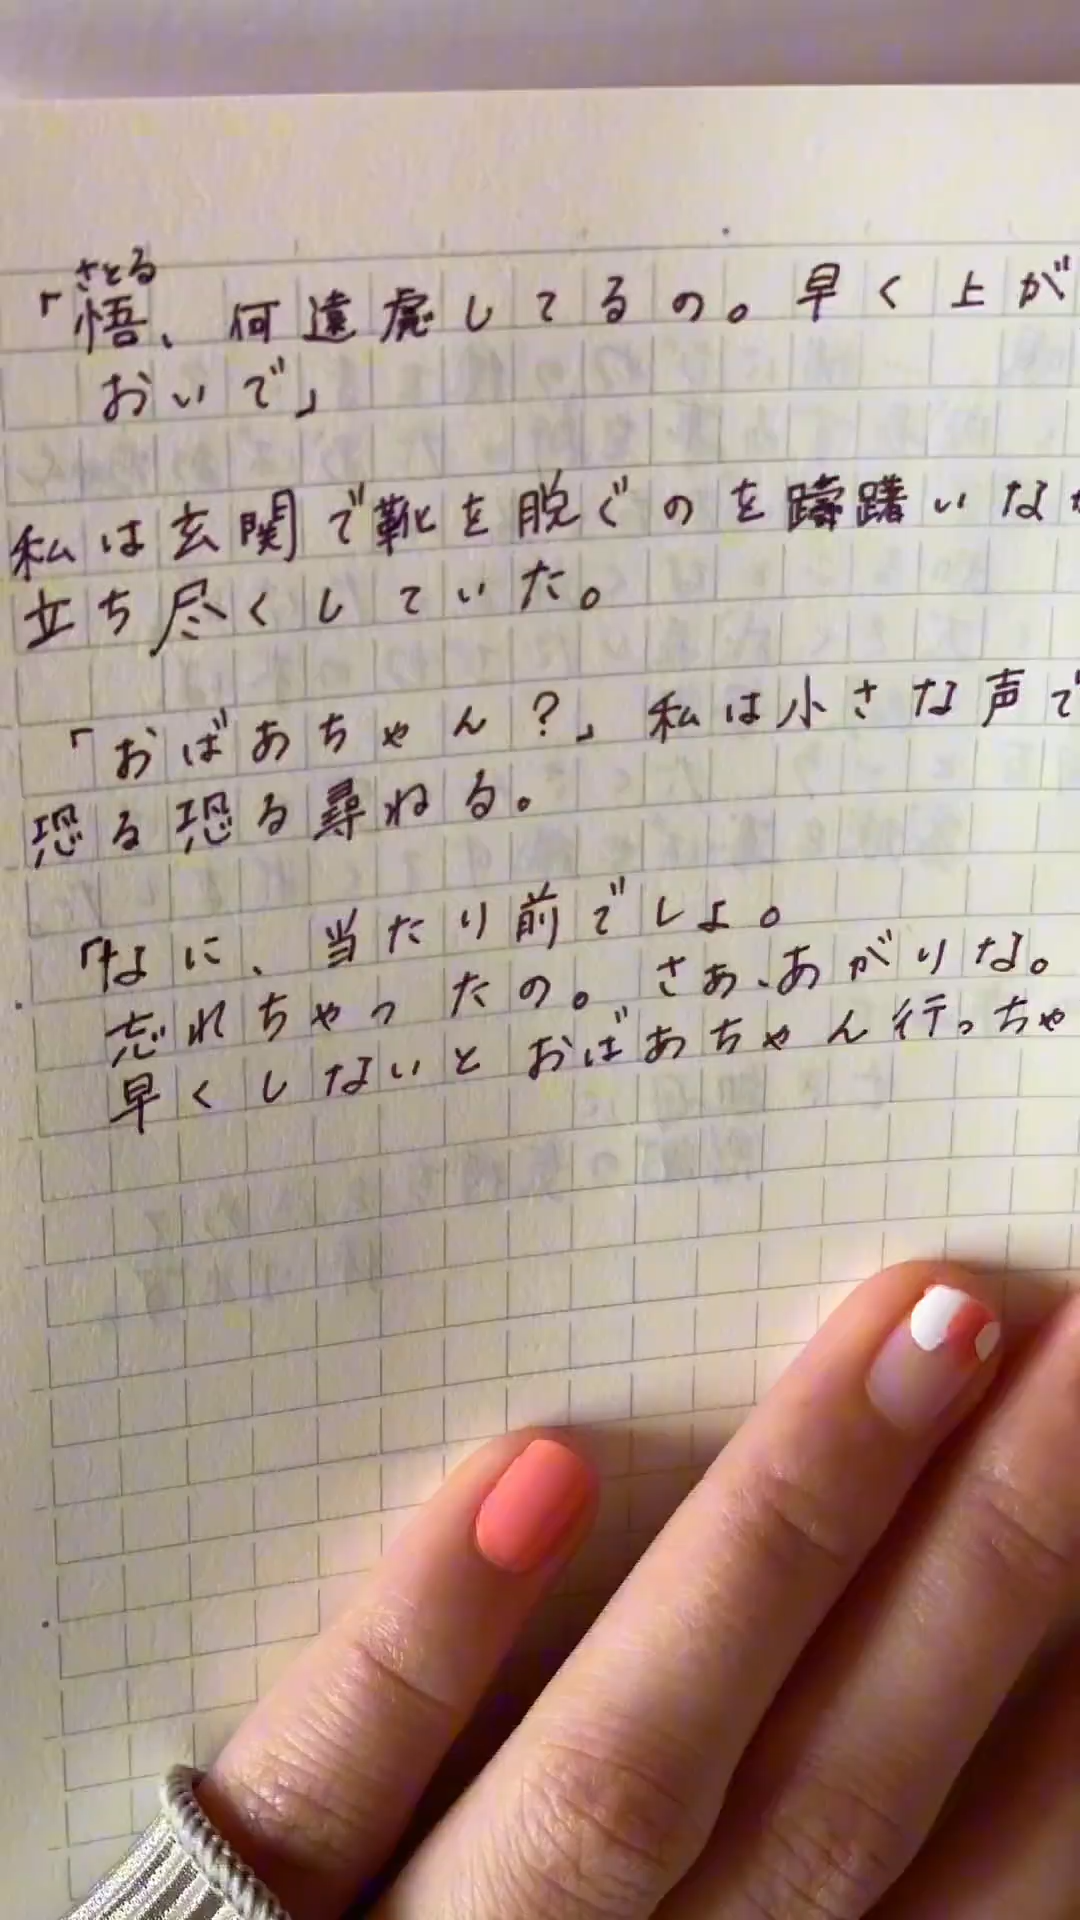 さとる
「悟、何遠慮してるの。早く上が
おいで」
私は玄関で靴を脱ぐのを躊躇いな
立ち尽くしていた。
「おばあちゃん?」私は小さな声で
恐る恐る尋ねる。
「なに、当たり前でしょ。
忘れちゃったの。さぁ、あがりな。
早くしないとおばあちゃん行っちゃ